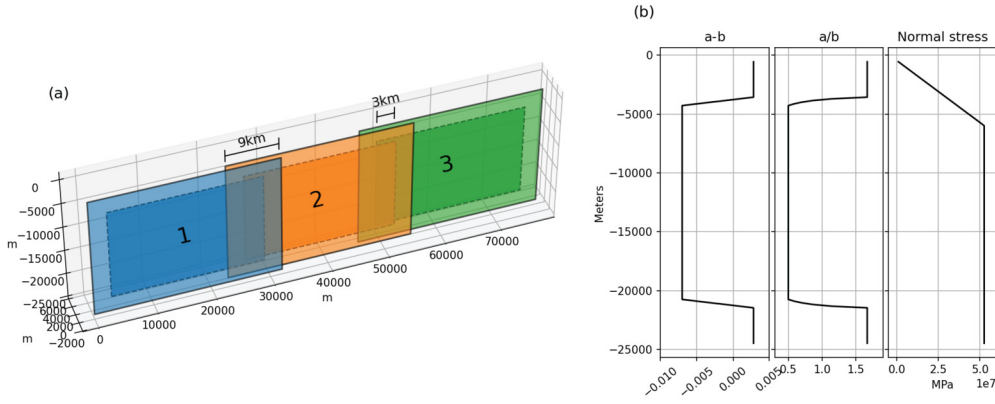 (a)
9km
3km
1
2
3
0
−5000
−10000
−15000
−20000
−25000
m
6000
4000
2000
0
−2000
m
0
10000
20000
30000
40000
50000
60000
70000
m
(b)
a-b
a/b
Normal stress
0
−5000
−10000
−15000
−20000
−25000
Meters
−0.010
−0.005
0.000
0.005
0.5
1.0
1.5
0.0
2.5
5.0
MPa
1e7